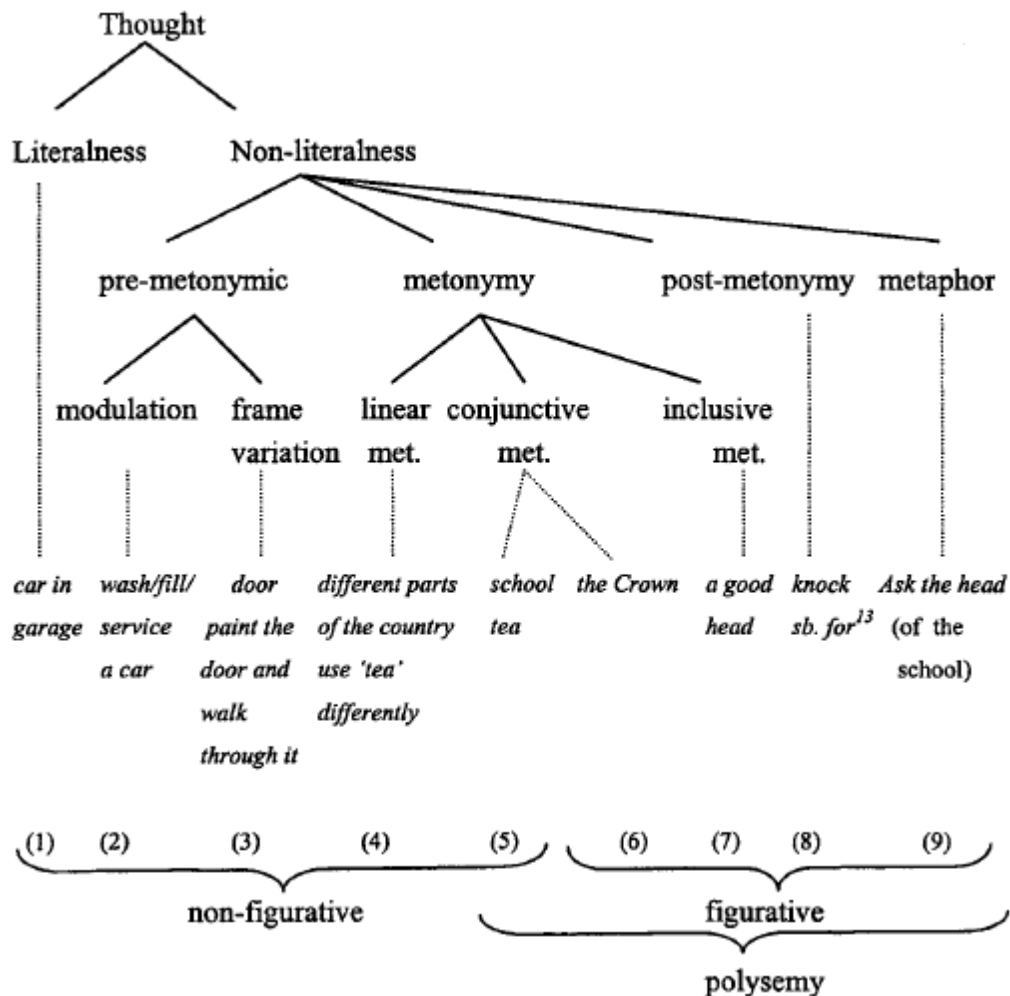 Thought
Literalness Non-literalness
pre-metonymic metonymy post-metonymy metaphor
modulation frame linear conjunctive inclusive
variation met. met. met.
car in wash/fill/ door different parts school the Crown a good knock Ask the head
garage service paint the of the country tea head sb. for13 (of the
a car door and use 'tea' school)
walk differently
through it
(1) (2) (3) (4) (5) (6) (7) (8) (9)
non-figurative figurative
polysemy